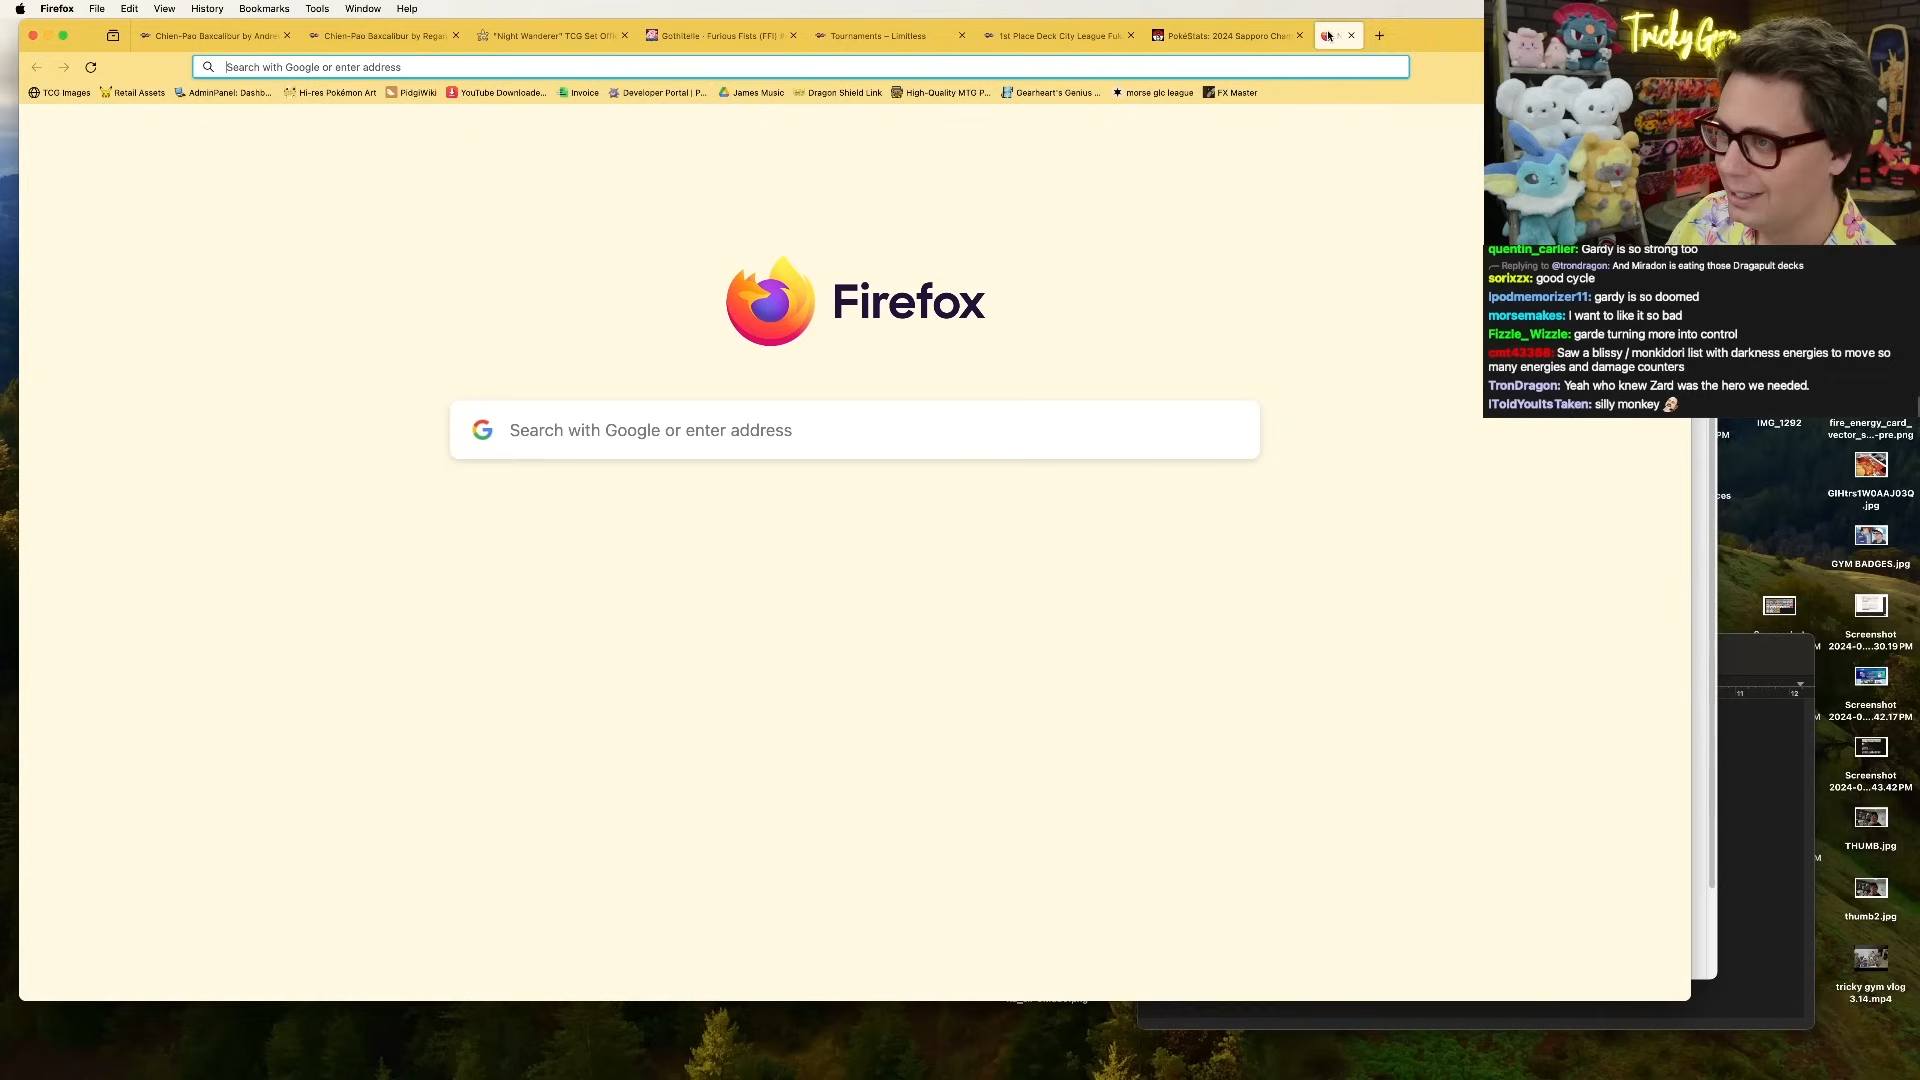 Firefox File Edit View History Bookmarks Tools Window Help
Chien-Pao Baxcalibur by Andre
Chien-Pao Baxcalibur by Regan
"Night Wanderer" TCG Set Offi
Gothitelle · Furious Fists (FFI) #
Tournaments – Limitless
1st Place Deck City League Fuk
PokéStats: 2024 Sapporo Chan
Search with Google or enter address
TCG Images Retail Assets AdminPanel: Dashb... Hi-res Pokémon Art PidgiWiki YouTube Downloade... Invoice Developer Portal | P... James Music Dragon Shield Link High-Quality MTG P... Gearheart's Genius ... morse glc league FX Master
Firefox
Search with Google or enter address
Tricky Gym
quentin_carlier: Gardy is so strong too
Replying to @trondragon: And Miradon is eating those Dragapult decks
sorixzx: good cycle
Ipodmemorizer11: gardy is so doomed
morsemakes: I want to like it so bad
Fizzle_Wizzle: garde turning more into control
cmt43388: Saw a blissy / monkidori list with darkness energies to move so
many energies and damage counters
TronDragon: Yeah who knew Zard was the hero we needed.
IToldYouItsTaken: silly monkey
IMG_1292
fire_energy_card_
vector_s...-pre.png
PM
ces
GIHtrs1W0AAJ03Q
.jpg
GYM BADGES.jpg
Screenshot
2024-0....30.19 PM
11 12
Screenshot
2024-0....42.17 PM
Screenshot
2024-0...43.42 PM
THUMB.jpg
thumb2.jpg
tricky gym vlog
3.14.mp4